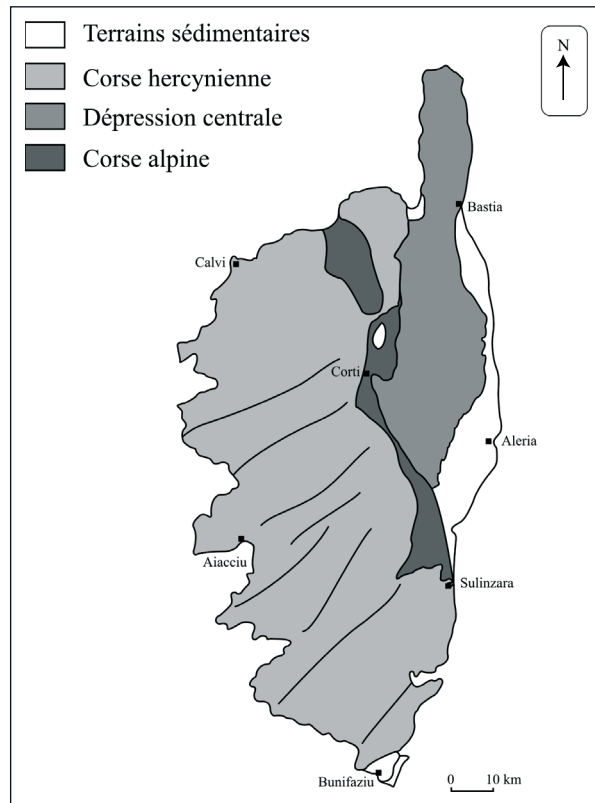 Terrains sédimentaires
Corse hercynienne
Dépression centrale
Corse alpine
N
Bastia
Calvi
Corti
Aleria
Aiacciu
Sulinzara
Bunifaziu
0 10 km